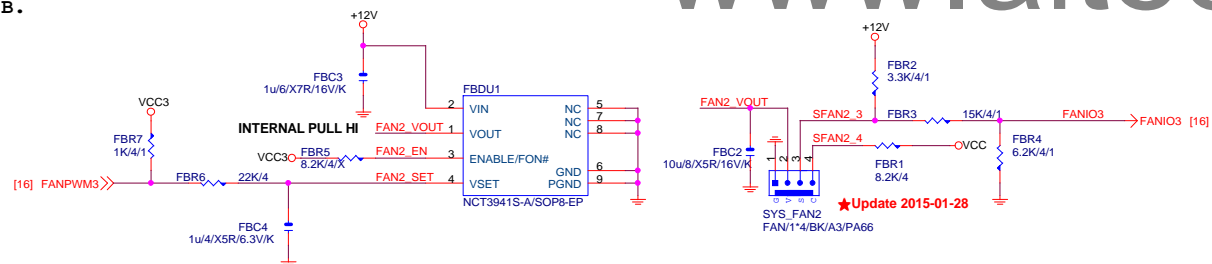 B.
+12V
FBC3
1u/6/X7R/16V/K
VCC3
FBR7
1K/4/1
INTERNAL PULL HI
FAN2_VOUT
VCC3
FBR5
8.2K/4/X
FAN2_EN
[16] FANPWM3
FBR6
22K/4
FAN2_SET
FBC4
1u/4/X5R/6.3V/K
FBDU1
2 VIN
1 VOUT
3 ENABLE/FON#
4 VSET
NC 5
NC 7
NC 8
GND 6
PGND 9
NCT3941S-A/SOP8-EP
+12V
FBR2
3.3K/4/1
FAN2_VOUT
SFAN2_3
FBR3
15K/4/1
FANIO3
FANIO3 [16]
SFAN2_4
FBR1
8.2K/4
VCC
FBR4
6.2K/4/1
FBC2
10u/8/X5R/16V/K
1 2 3 4
G V S C
SYS_FAN2
FAN/1*4/BK/A3/PA66
★Update 2015-01-28